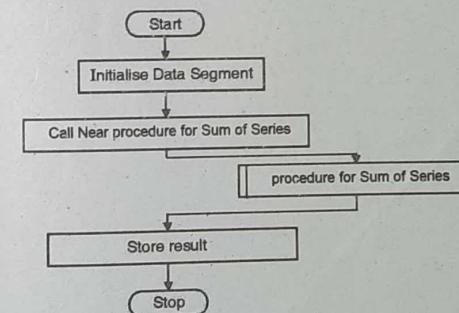 Start
Initialise Data Segment
Call Near procedure for Sum of Series
procedure for Sum of Series
Store result
Stop